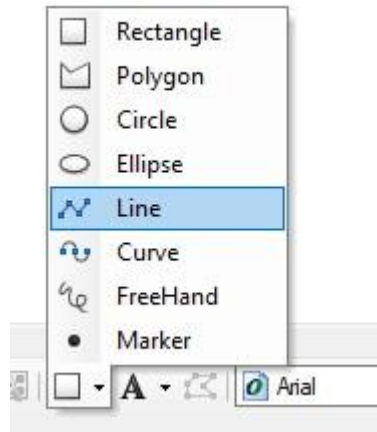 Rectangle
Polygon
Circle
Ellipse
Line
Curve
FreeHand
Marker
A
Arial